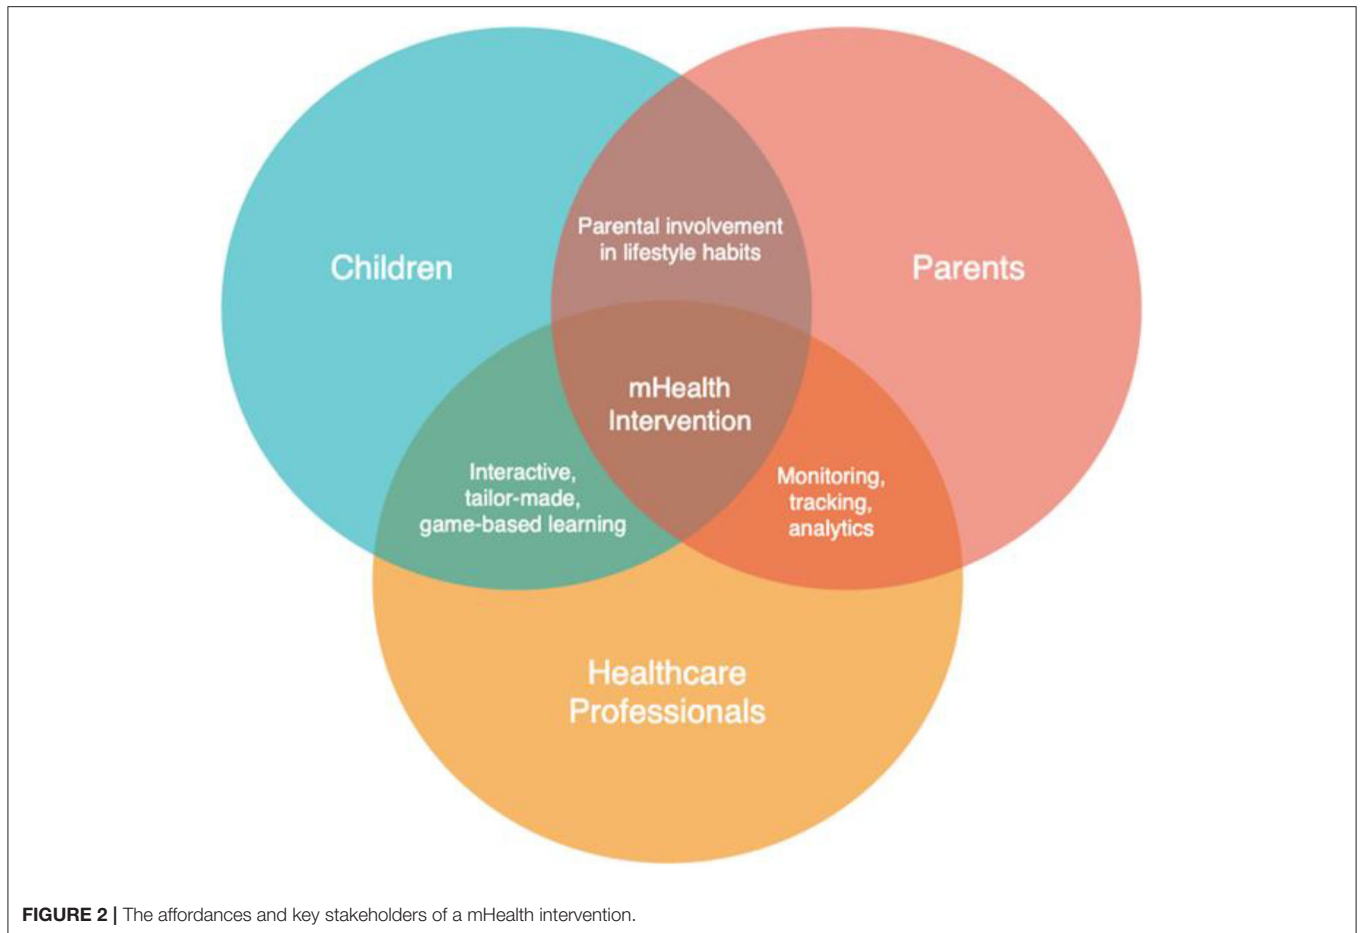 Children
Parental involvement
in lifestyle habits
Parents
mHealth
Intervention
Interactive,
tailor-made,
game-based learning
Monitoring,
tracking,
analytics
Healthcare
Professionals
FIGURE 2 | The affordances and key stakeholders of a mHealth intervention.